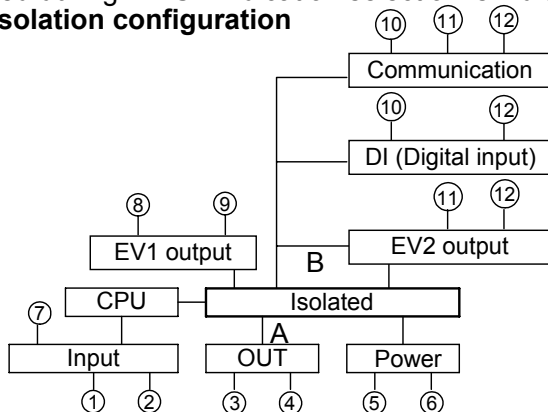 solation configuration
⑩ ⑪ ⑫
Communication
⑩ ⑫
DI (Digital input)
⑪ ⑫
EV2 output
⑧ ⑨
EV1 output
B
CPU
Isolated
⑦
A
Input
OUT
Power
① ② ③ ④ ⑤ ⑥